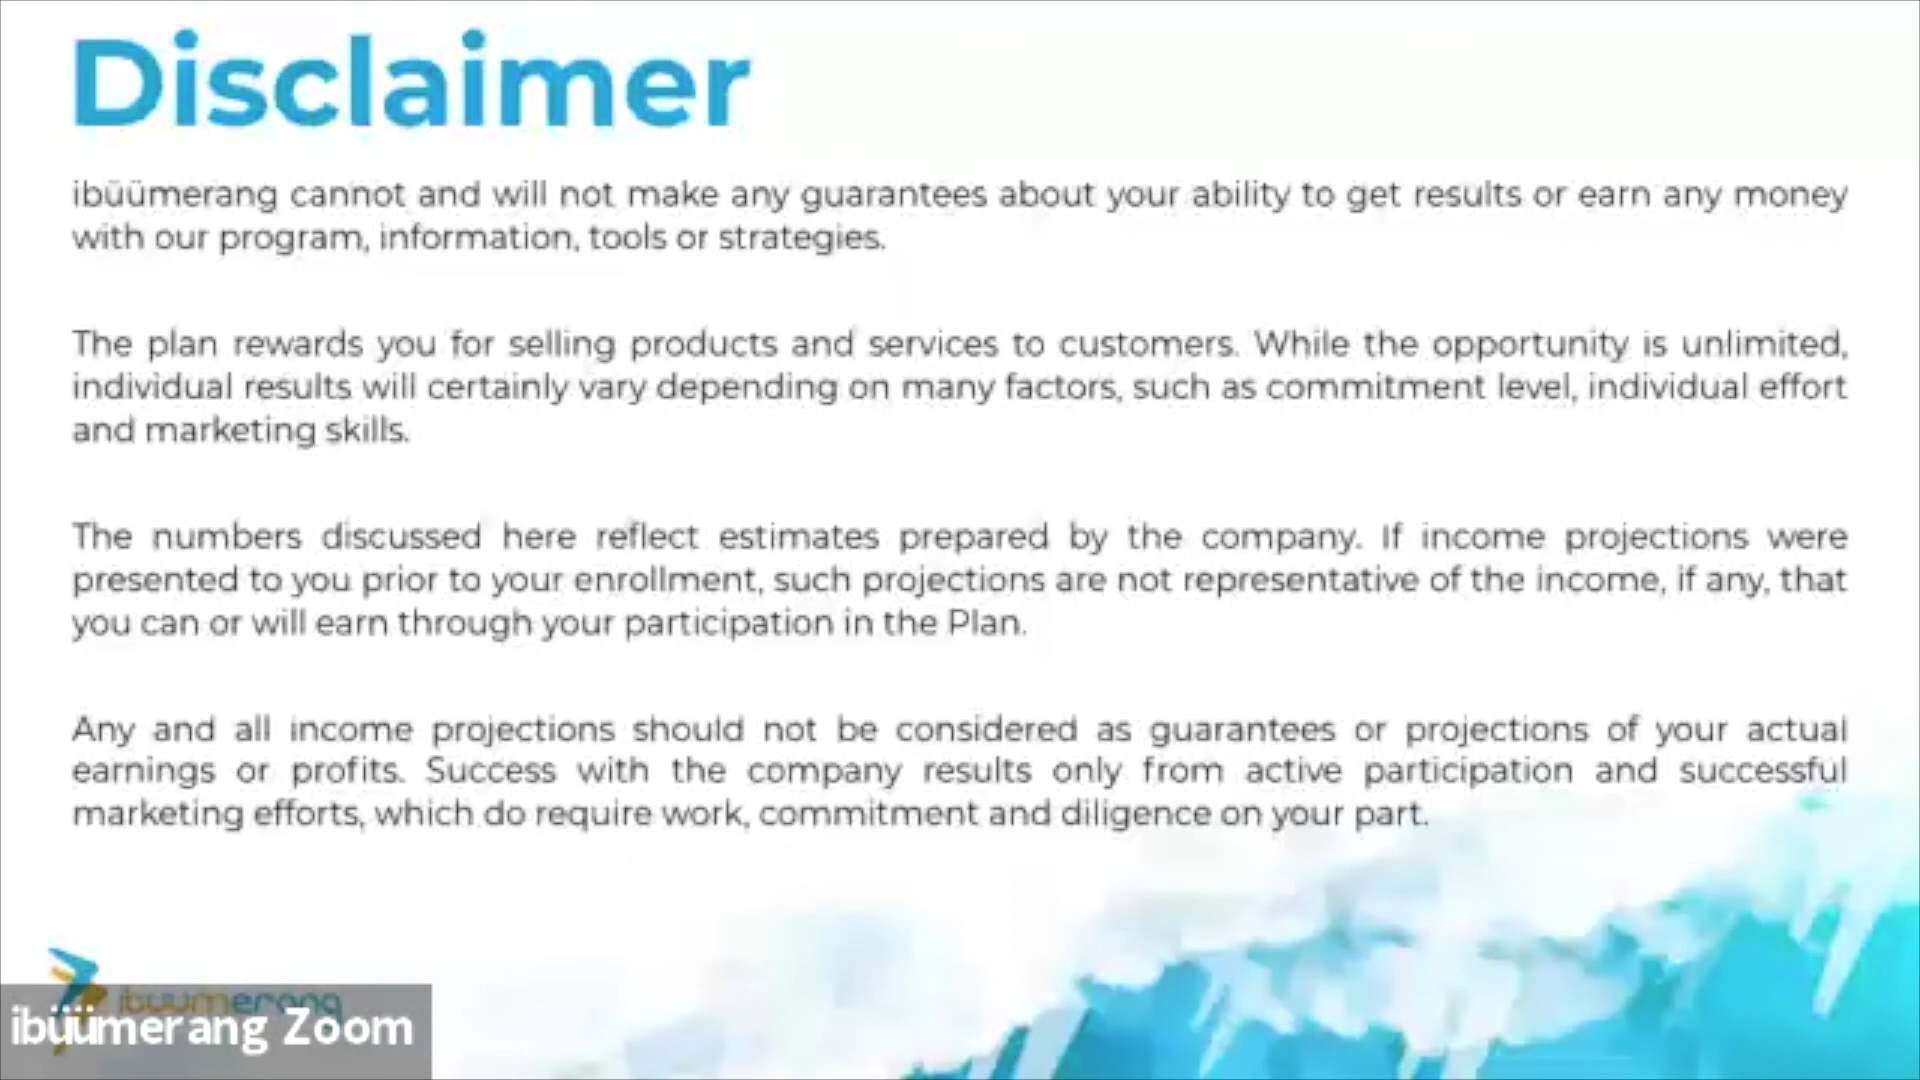 Disclaimer
ibüümerang cannot and will not make any guarantees about your ability to get results or earn any money
with our program, information, tools or strategies.
The plan rewards you for selling products and services to customers. While the opportunity is unlimited,
individual results will certainly vary depending on many factors, such as commitment level, individual effort
and marketing skills.
The numbers discussed here reflect estimates prepared by the company. If income projections were
presented to you prior to your enrollment, such projections are not representative of the income, if any, that
you can or will earn through your participation in the Plan.
Any and all income projections should not be considered as guarantees or projections of your actual
earnings or profits. Success with the company results only from active participation and successful
marketing efforts, which do require work, commitment and diligence on your part.
ibüümerang
ibüümerang Zoom